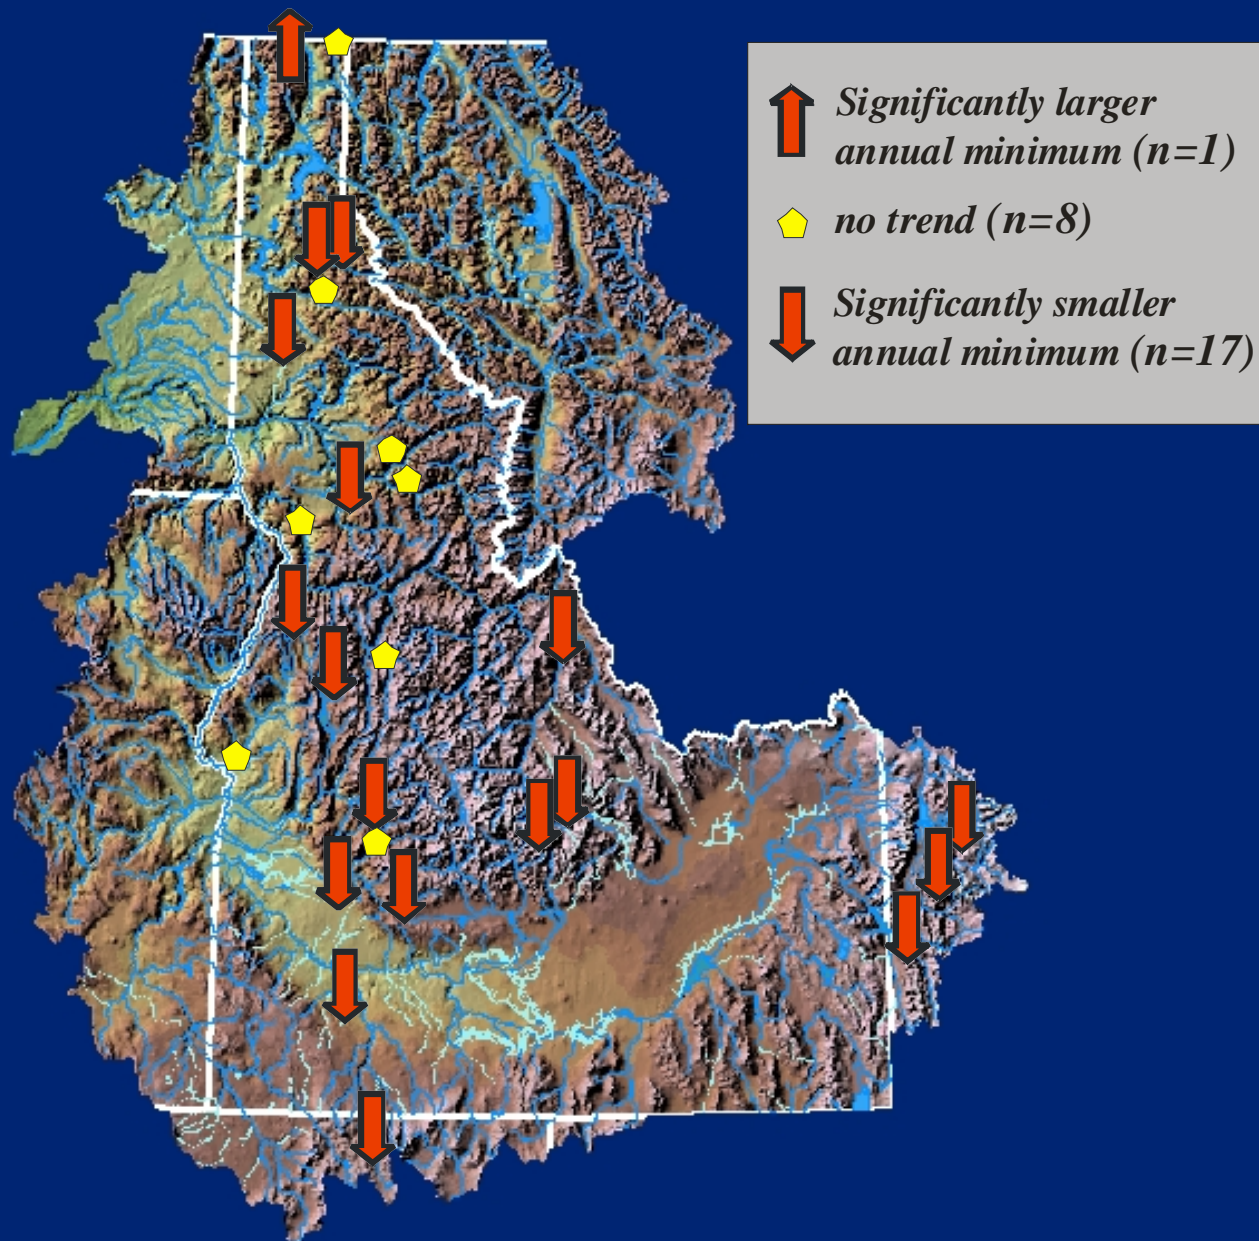 Significantly larger
annual minimum (n=1)
no trend (n=8)
Significantly smaller
annual minimum (n=17)